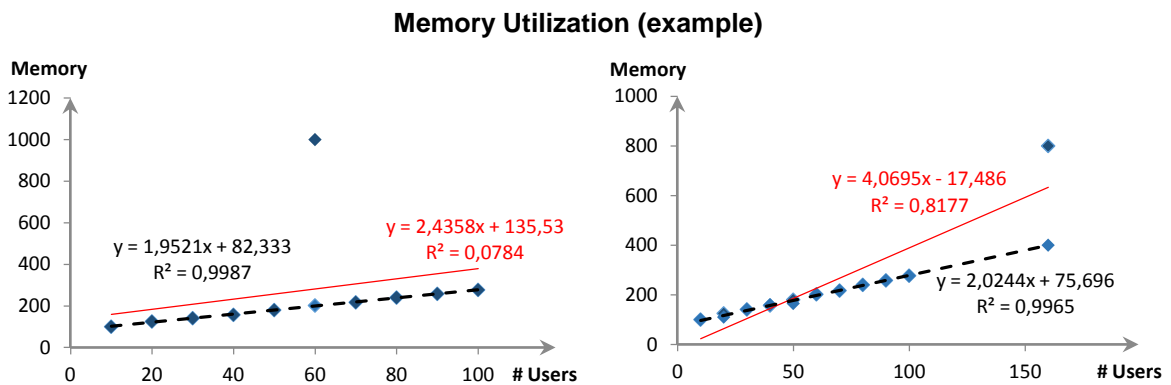 Memory Utilization (example)
Memory
1200
1000
800
600
400
200
0
y = 1,9521x + 82,333
R² = 0,9987
y = 2,4358x + 135,53
R² = 0,0784
0 20 40 60 80 100 # Users
Memory
1000
800
600
400
200
0
y = 4,0695x - 17,486
R² = 0,8177
y = 2,0244x + 75,696
R² = 0,9965
0 50 100 150 # Users